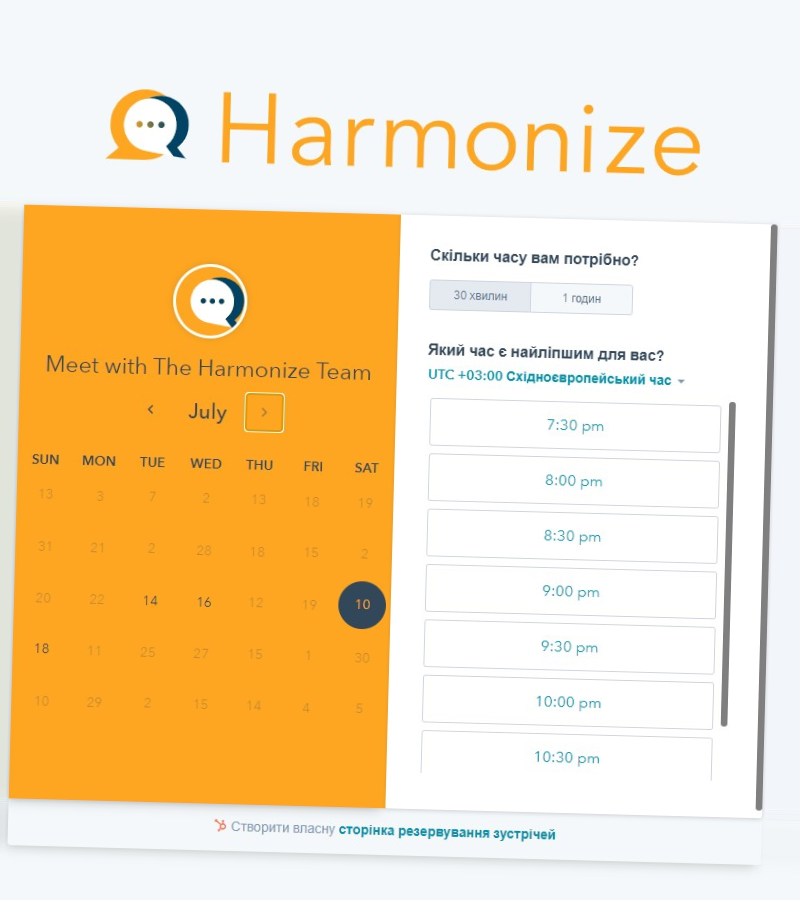 Harmonize
Meet with The Harmonize Team
July
SUN MON TUE WED THU FRI SAT
13 3 7 2 13 18 19
31 21 2 28 18 15 2
20 22 14 16 12 19 10
18 11 25 27 15 1 30
10 29 2 15 14 4 5
Скільки часу вам потрібно?
30 хвилин 1 годин
Який час є найліпшим для вас?
UTC +03:00 Східноєвропейський час
7:30 pm
8:00 pm
8:30 pm
9:00 pm
9:30 pm
10:00 pm
10:30 pm
Створити власну сторінка резервування зустрічей